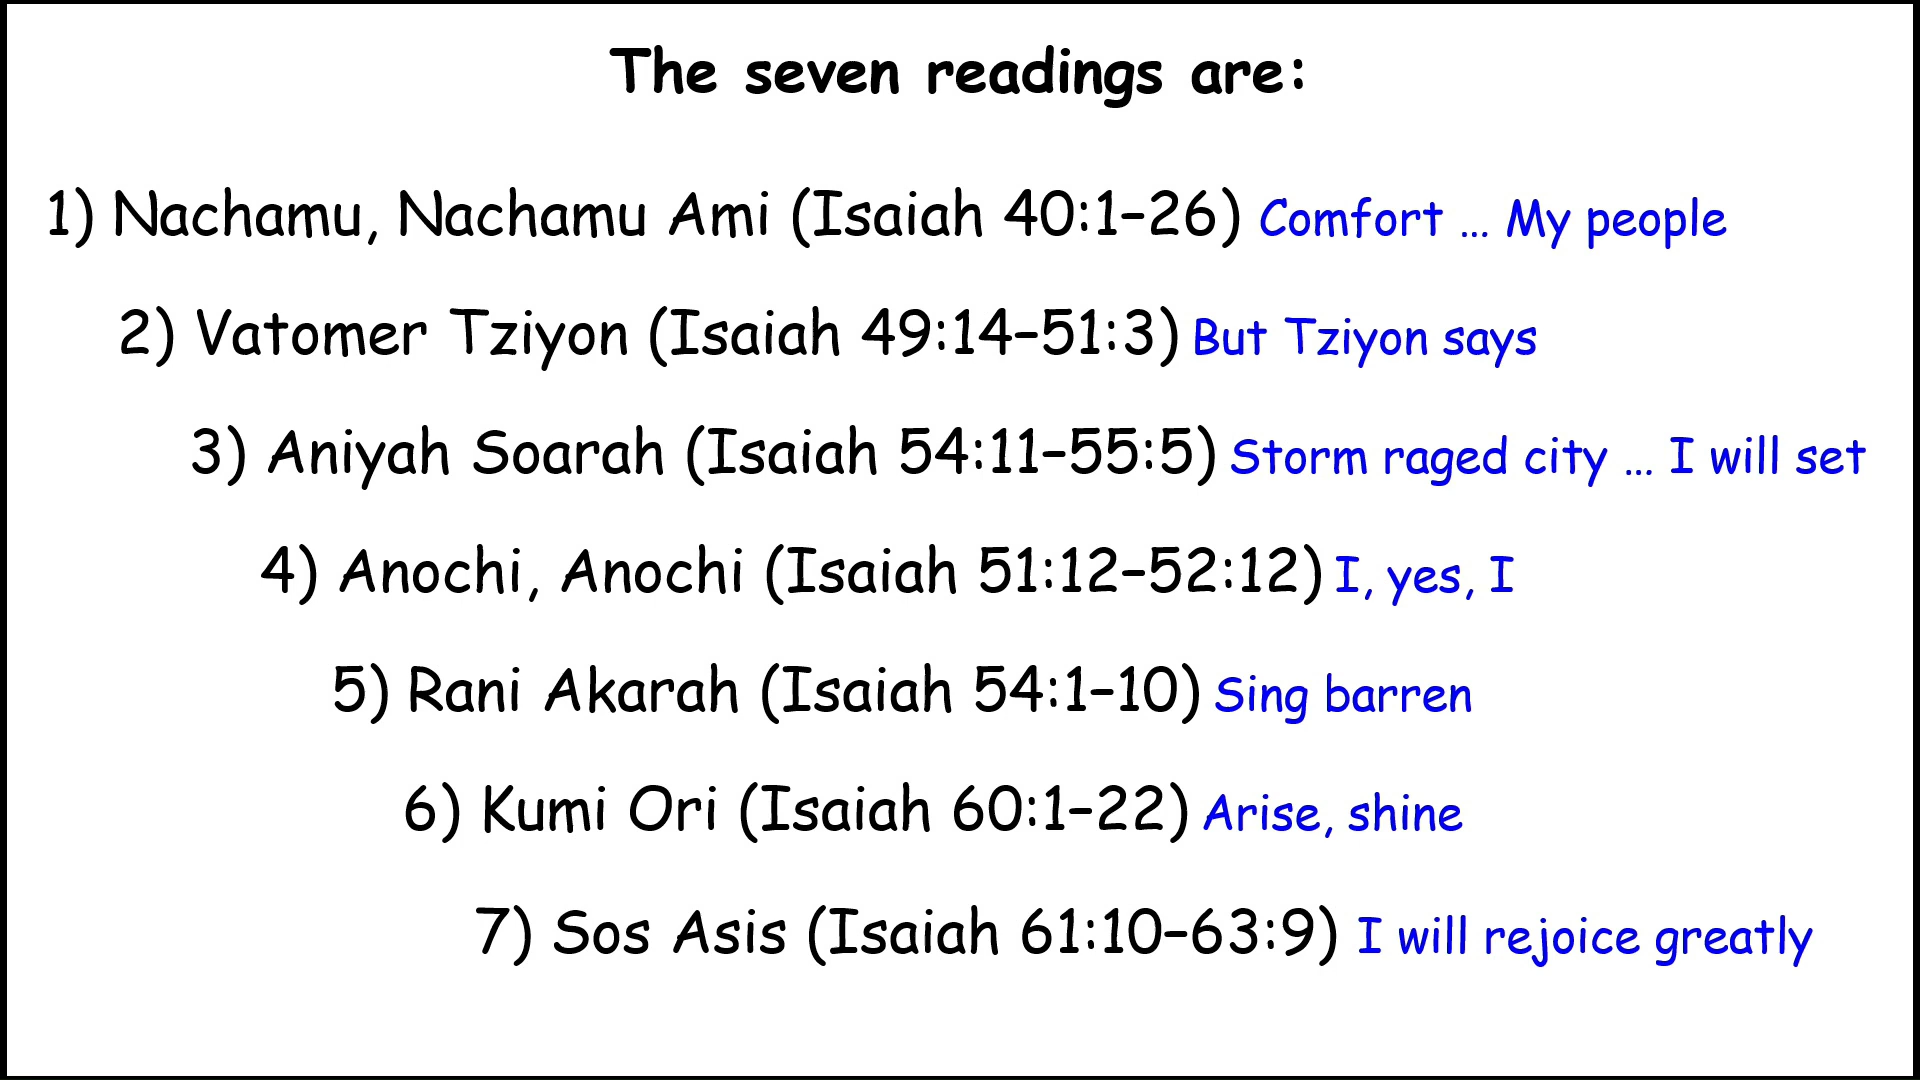 The seven readings are:
1) Nachamu, Nachamu Ami (Isaiah 40:1–26) Comfort ... My people
2) Vatomer Tziyon (Isaiah 49:14–51:3) But Tziyon says
3) Aniyah Soarah (Isaiah 54:11–55:5) Storm raged city ... I will set
4) Anochi, Anochi (Isaiah 51:12–52:12) I, yes, I
5) Rani Akarah (Isaiah 54:1–10) Sing barren
6) Kumi Ori (Isaiah 60:1–22) Arise, shine
7) Sos Asis (Isaiah 61:10–63:9) I will rejoice greatly